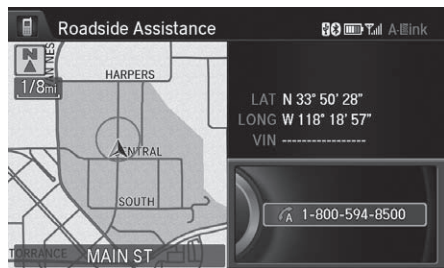 Roadside Assistance
A-Link
N
HARPERS
1/8mi
LAT N 33° 50' 28"
LONG W 118° 18' 57"
VIN -----------------
SOUTH
1-800-594-8500
TORRANCE
MAIN ST